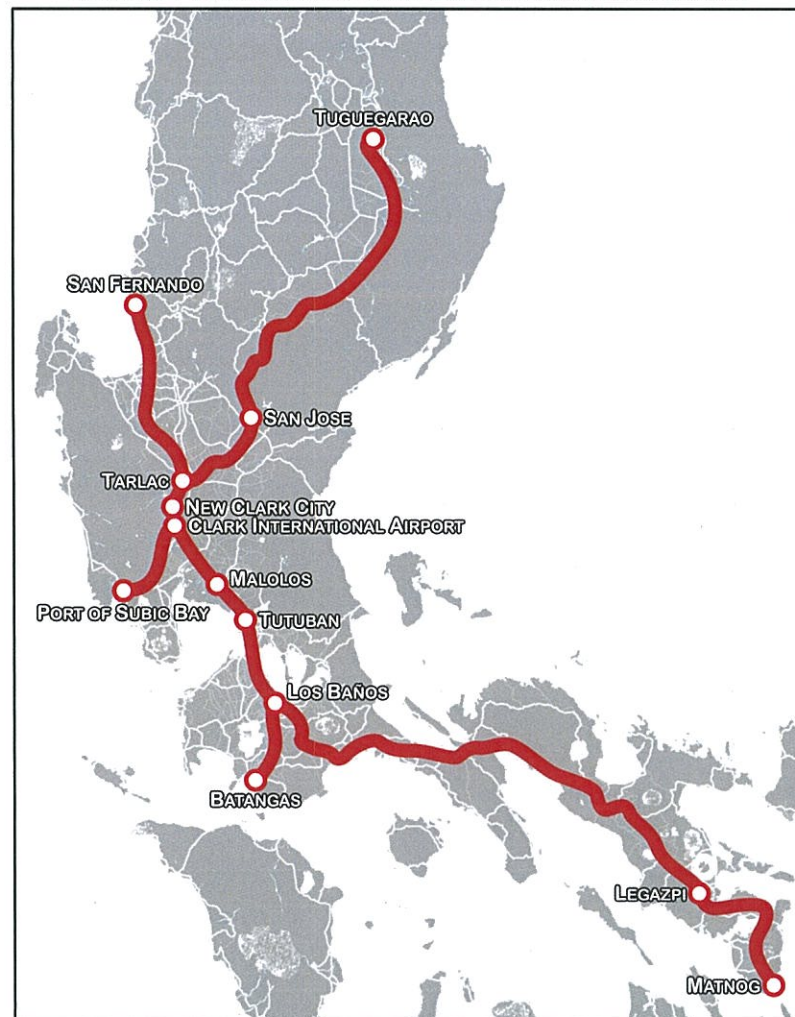 TUGUEGARAO
SAN FERNANDO
SAN JOSE
TARLAC
NEW CLARK CITY
CLARK INTERNATIONAL AIRPORT
MALOLOS
PORT OF SUBIC BAY
TUTUBAN
LOS BAÑOS
BATANGAS
LEGAZPI
MATNOG